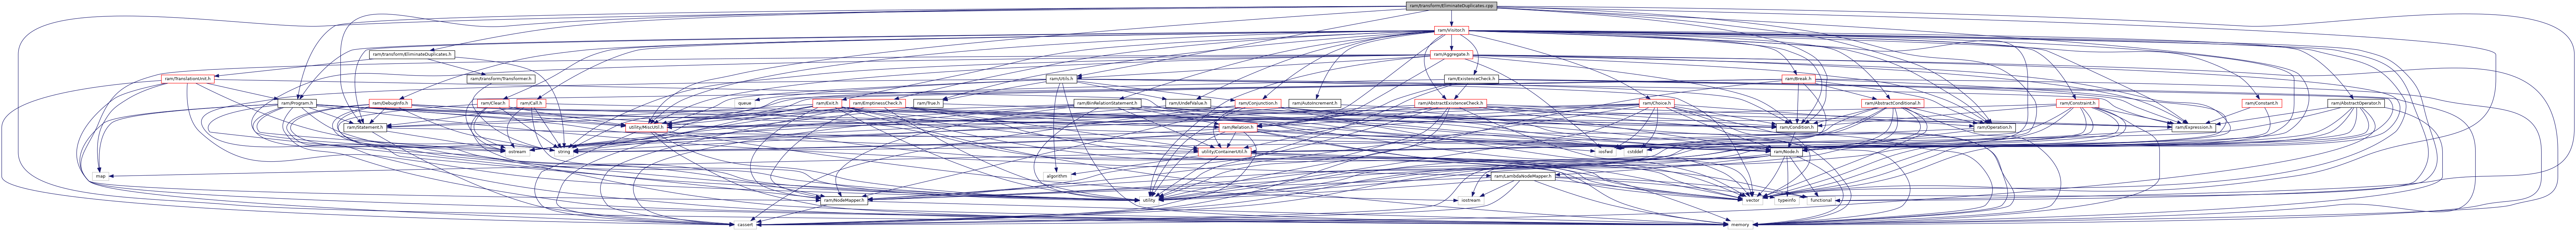 ram/transform/EliminateDuplicates.cpp
ram/Visitor.h
ram/transform/EliminateDuplicates.h
ram/Aggregate.h
ram/TranslationUnit.h
ram/transform/Transformer.h
ram/Utils.h
ram/ExistenceCheck.h
ram/Break.h
ram/Program.h
ram/DebugInfo.h
ram/Clear.h
ram/Call.h
queue
ram/Exit.h
ram/EmptinessCheck.h
ram/True.h
ram/BinRelationStatement.h
ram/UndefValue.h
ram/Conjunction.h
ram/AutoIncrement.h
ram/AbstractExistenceCheck.h
ram/Choice.h
ram/AbstractConditional.h
ram/Constraint.h
ram/Constant.h
ram/AbstractOperator.h
ram/Statement.h
utility/MiscUtil.h
ram/Relation.h
ram/Condition.h
ram/Operation.h
ram/Expression.h
ostream
string
utility/ContainerUtil.h
iosfwd
cstddef
ram/Node.h
map
algorithm
ram/LambdaNodeMapper.h
ram/NodeMapper.h
utility
iostream
vector
typeinfo
functional
cassert
memory